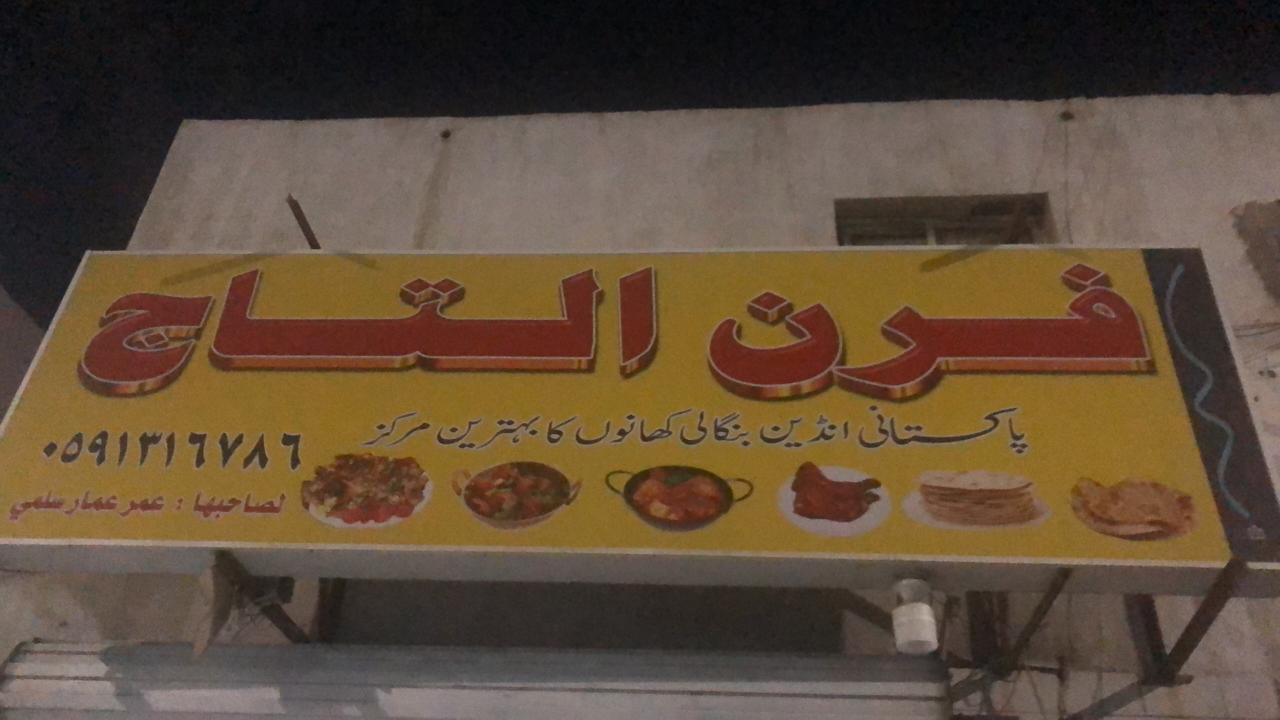 فرن التاج
پاکستانی انڈین بنگالی کھانوں کا بہترین مرکز
٠٥٩١٣١٦٧٨٦
لصاحبها : عمر عمار سلمي